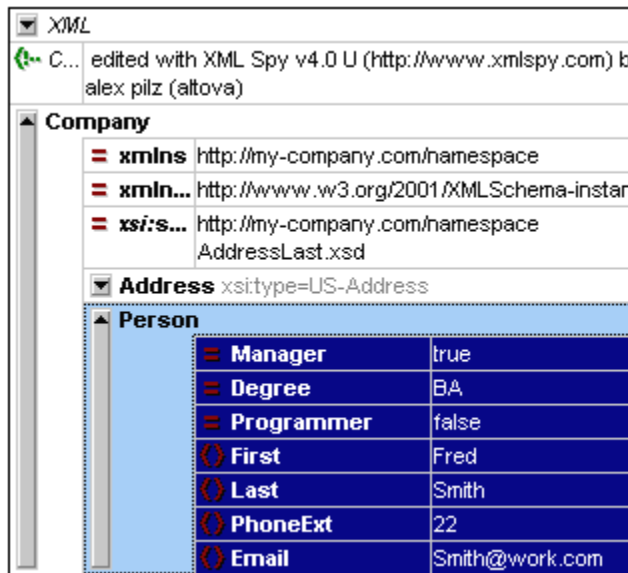 XML
C... edited with XML Spy v4.0 U (http://www.xmlspy.com) b
alex pilz (altova)
Company
= xmlns http://my-company.com/namespace
= xmln... http://www.w3.org/2001/XMLSchema-instar
= xsi:s... http://my-company.com/namespace
AddressLast.xsd
Address xsi:type=US-Address
Person
= Manager true
= Degree BA
= Programmer false
() First Fred
() Last Smith
() PhoneExt 22
() Email Smith@work.com